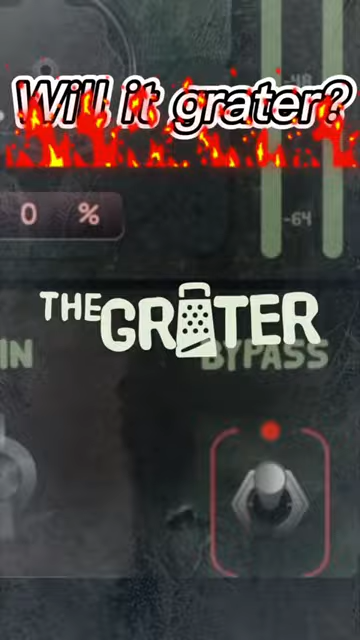 Will it grater?
-48
0 %
-64
THE GRATER
IN
BYPASS